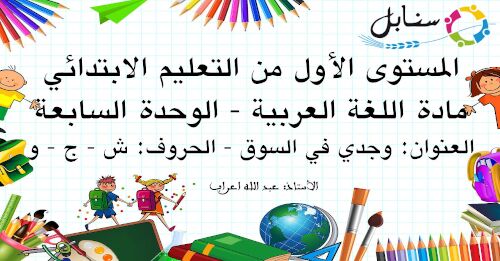 سنابل
المستوى الأول من التعليم الابتدائي
مادة اللغة العربية - الوحدة السابعة
العنوان: وجدي في السوق - الحروف: ش - ج - و
الأستاذ: عبد الله اعراب